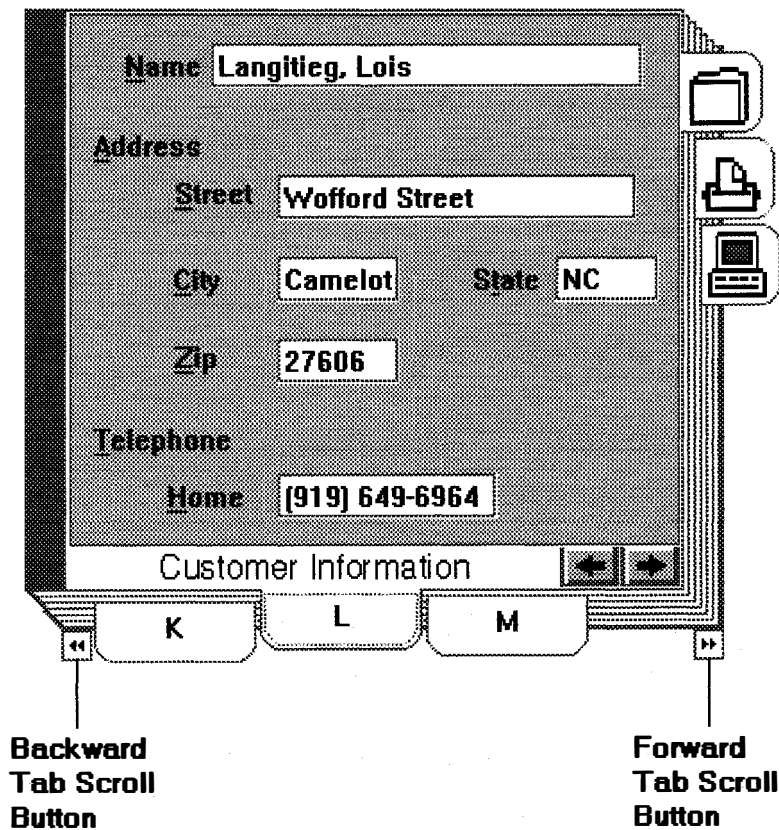 Name Langitieg, Lois
Address
Street Wofford Street
City Camelot State NC
Zip 27606
Telephone
Home (919) 649-6964
Customer Information
K L M
Backward
Tab Scroll
Button
Forward
Tab Scroll
Button